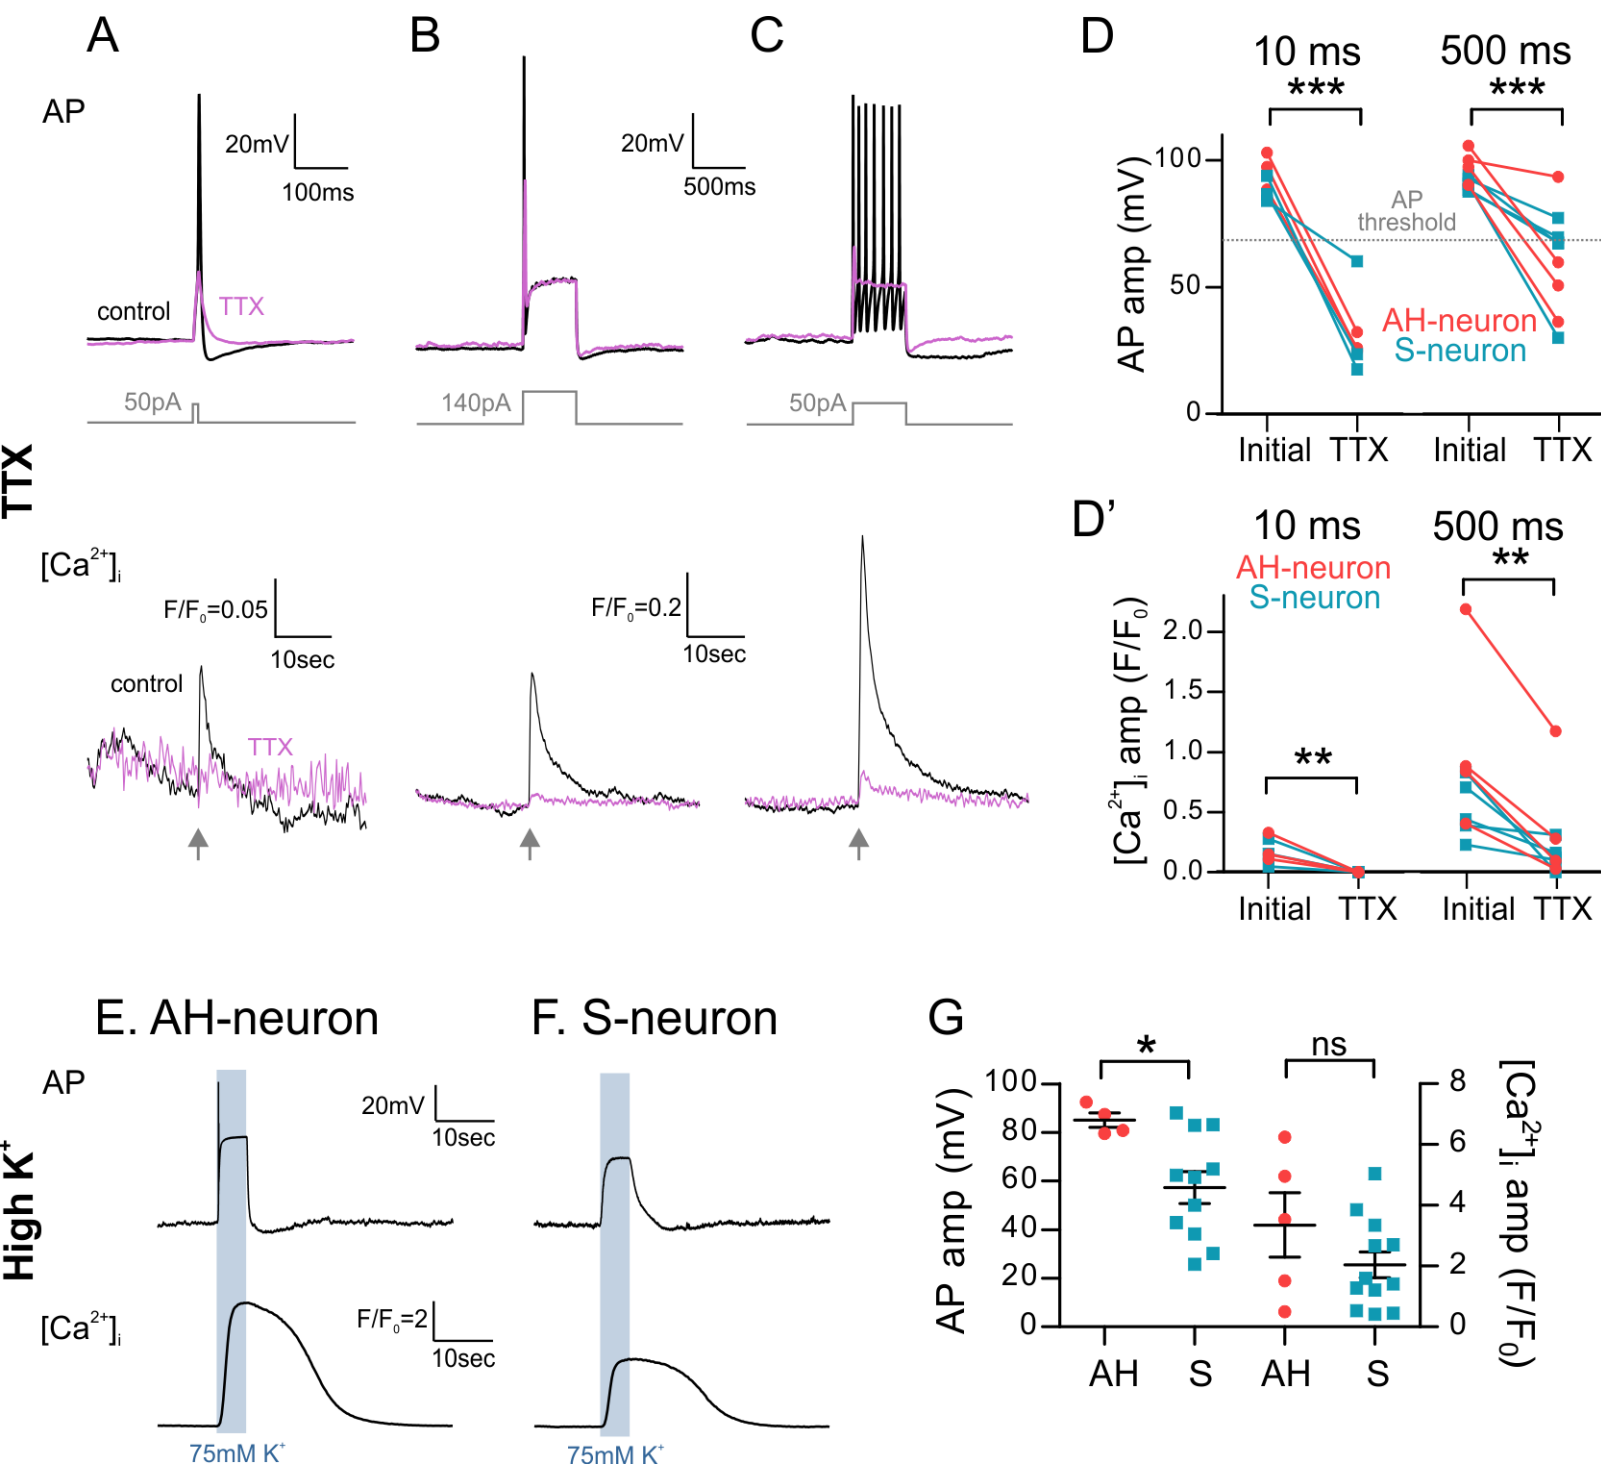 A
B
C
AP
20mV
100ms
20mV
500ms
control
TTX
50pA
140pA
50pA
TTX
[Ca²⁺]ᵢ
F/F₀=0.05
10sec
F/F₀=0.2
10sec
control
TTX
D
10 ms
500 ms
***
***
AP amp (mV)
100
50
0
AP
threshold
AH-neuron
S-neuron
Initial
TTX
Initial
TTX
D’
10 ms
500 ms
AH-neuron
S-neuron
**
**
[Ca²⁺]ᵢ amp (F/F₀)
2.0
1.5
1.0
0.5
0.0
Initial
TTX
Initial
TTX
High K⁺
E. AH-neuron
F. S-neuron
AP
20mV
10sec
[Ca²⁺]ᵢ
F/F₀=2
10sec
75mM K⁺
75mM K⁺
G
*
ns
AP amp (mV)
100
80
60
40
20
0
8
6
4
2
0
[Ca²⁺]ᵢ amp (F/F₀)
AH
S
AH
S